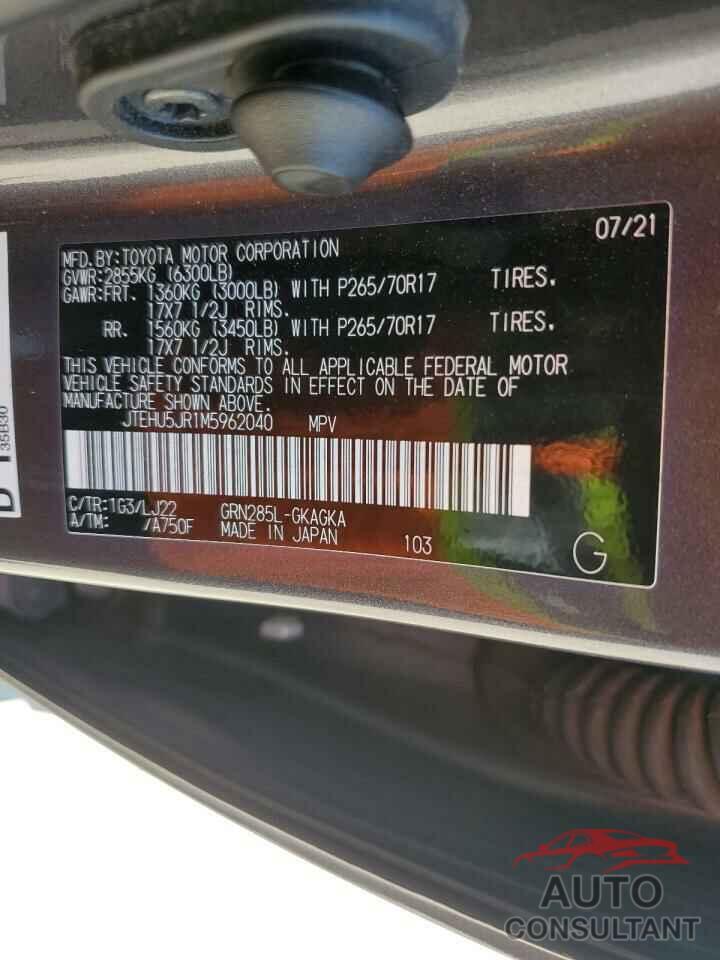 07/21
MFD.BY:TOYOTA MOTOR CORPORATION
GVWR:2855KG (6300LB)
GAWR:FRT. 1360KG (3000LB) WITH P265/70R17 TIRES.
17X7 1/2J RIMS.
RR. 1560KG (3450LB) WITH P265/70R17 TIRES.
17X7 1/2J RIMS.
THIS VEHICLE CONFORMS TO ALL APPLICABLE FEDERAL MOTOR
VEHICLE SAFETY STANDARDS IN EFFECT ON THE DATE OF
MANUFACTURE SHOWN ABOVE.
JTEHU5JR1M5962040 MPV
C/TR:1G3/LJ22 GRN285L-GKAGKA
A/TM: /A750F MADE IN JAPAN 103
G
35B30
AUTO
CONSULTANT